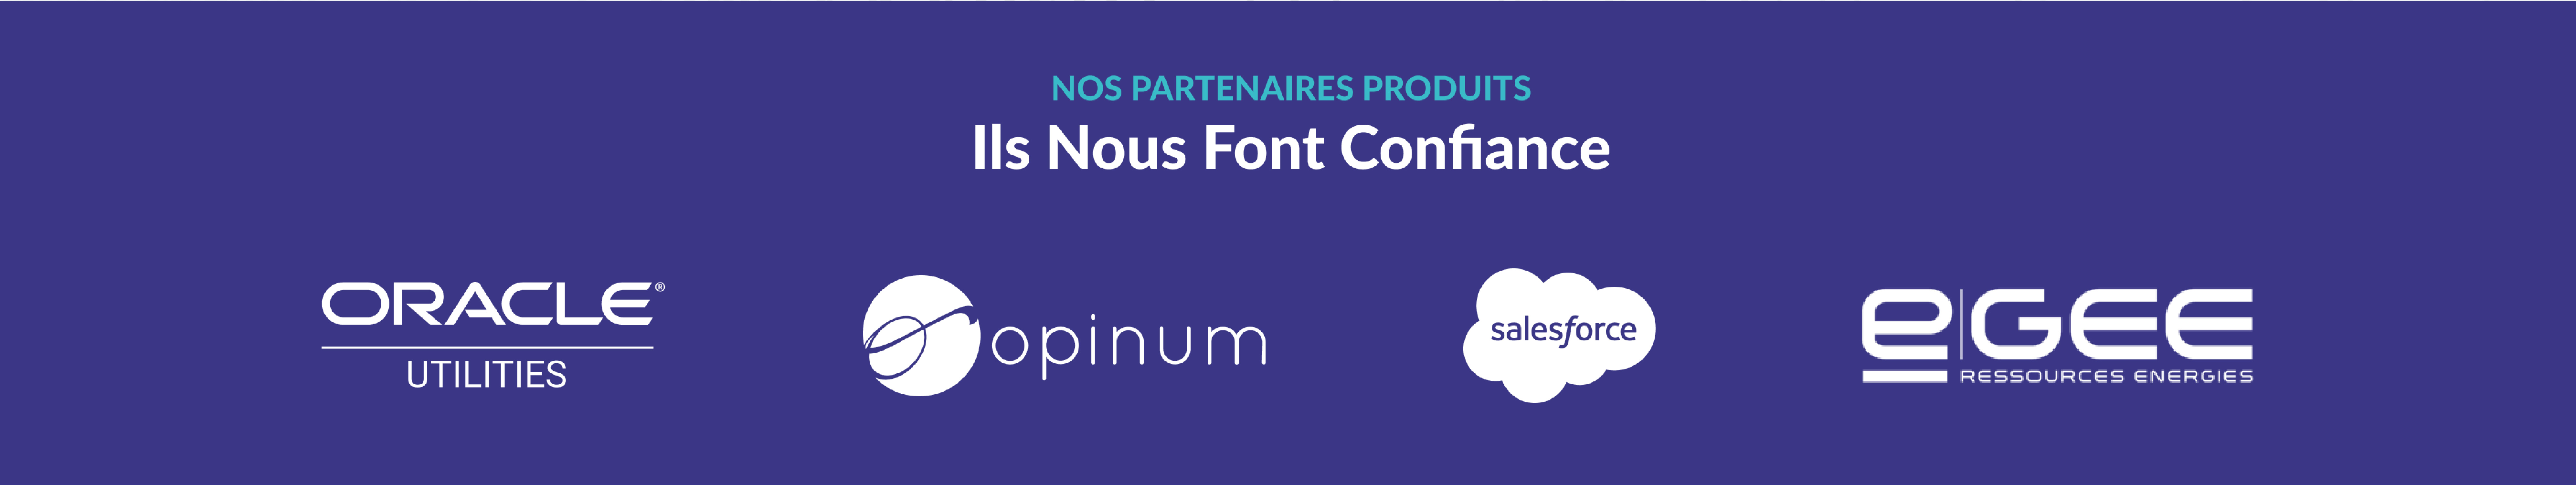 NOS PARTENAIRES PRODUITS
Ils Nous Font Confiance
ORACLE®
UTILITIES
opinum
salesforce
eGEE
RESSOURCES ENERGIES